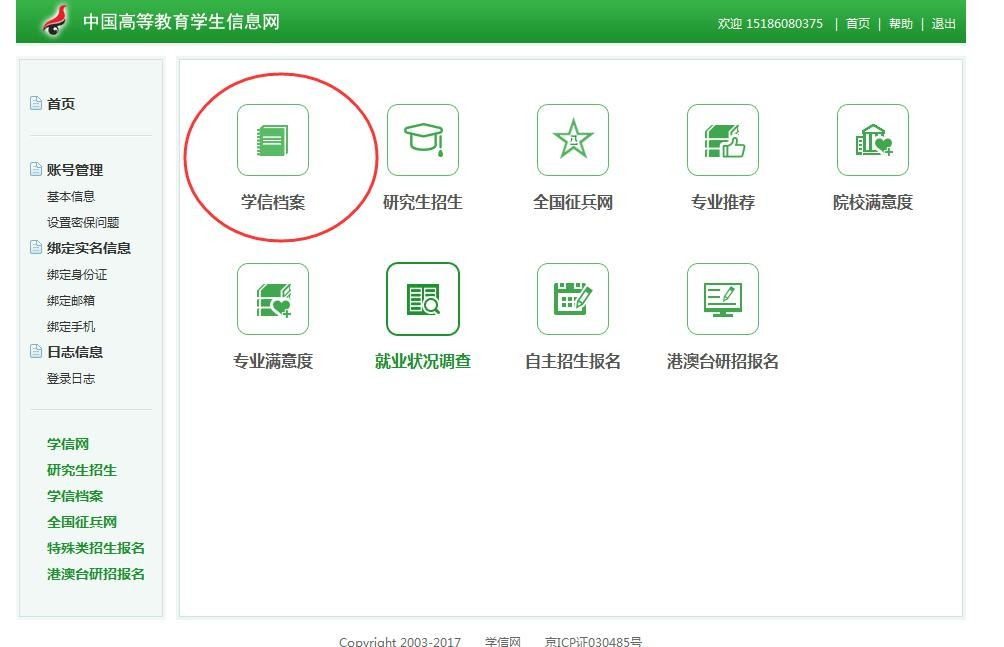 中国高等教育学生信息网
欢迎 15186080375 | 首页 | 帮助 | 退出
首页
账号管理
基本信息
设置密保问题
绑定实名信息
绑定身份证
绑定邮箱
绑定手机
日志信息
登录日志
学信网
研究生招生
学信档案
全国征兵网
特殊类招生报名
港澳台研招报名
学信档案 研究生招生 全国征兵网 专业推荐 院校满意度
专业满意度 就业状况调查 自主招生报名 港澳台研招报名
Copyright 2003-2017 学信网 京ICP证030485号